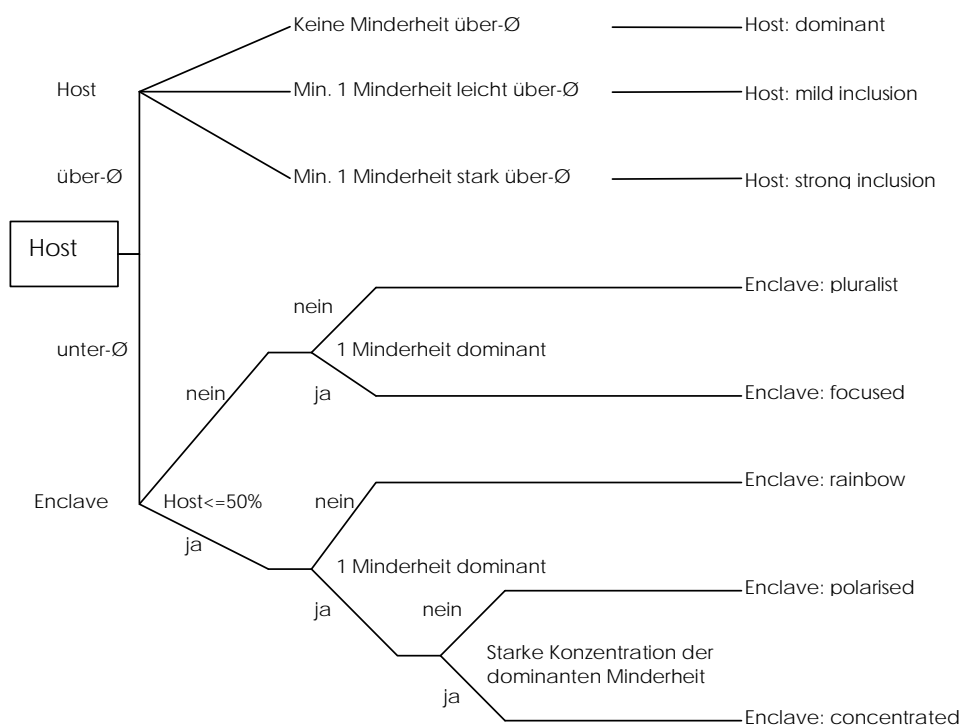 Keine Minderheit über-Ø
Host: dominant
Host
Min. 1 Minderheit leicht über-Ø
Host: mild inclusion
über-Ø
Min. 1 Minderheit stark über-Ø
Host: strong inclusion
Host
Enclave: pluralist
nein
unter-Ø
1 Minderheit dominant
nein
ja
Enclave: focused
Enclave: rainbow
Enclave
Host<=50%
nein
ja
1 Minderheit dominant
Enclave: polarised
ja
nein
Starke Konzentration der
dominanten Minderheit
ja
Enclave: concentrated